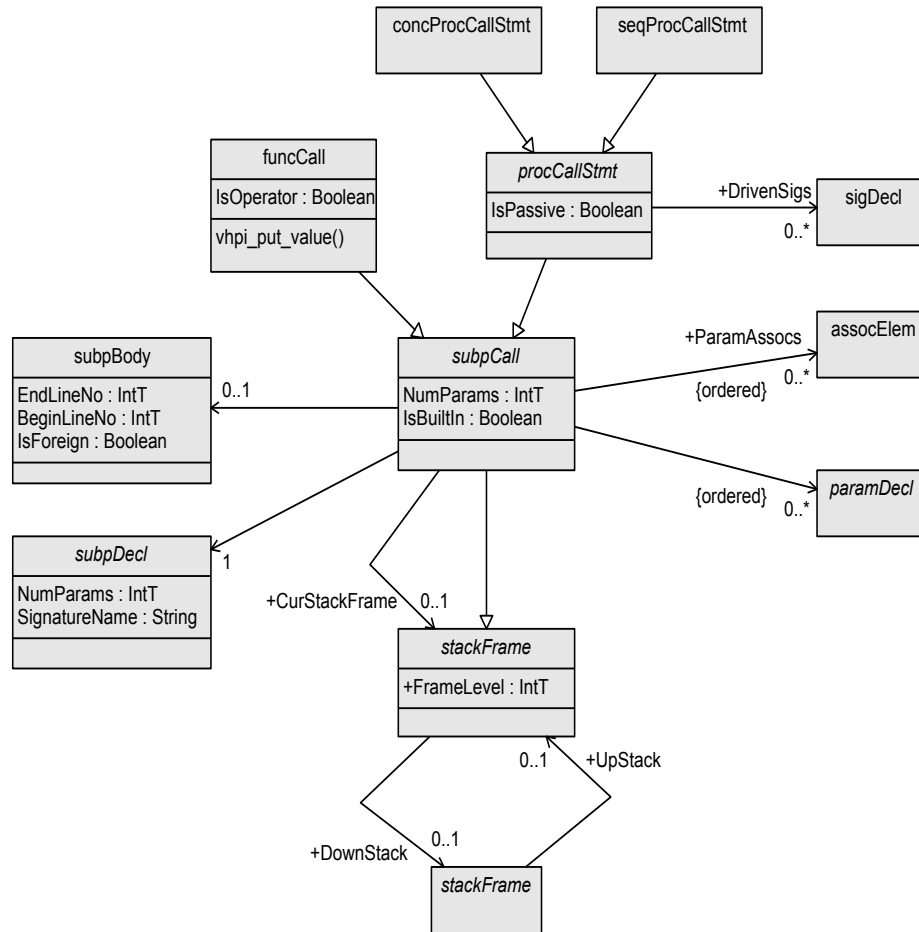 concProcCallStmt
seqProcCallStmt
funcCall
IsOperator : Boolean
vhpi_put_value()
procCallStmt
IsPassive : Boolean
+DrivenSigs
0..*
sigDecl
subpBody
EndLineNo : IntT
BeginLineNo : IntT
IsForeign : Boolean
0..1
subpCall
NumParams : IntT
IsBuiltIn : Boolean
+ParamAssocs
0..*
{ordered}
assocElem
{ordered}
0..*
paramDecl
subpDecl
NumParams : IntT
SignatureName : String
1
+CurStackFrame
0..1
stackFrame
+FrameLevel : IntT
0..1
+UpStack
+DownStack
0..1
stackFrame